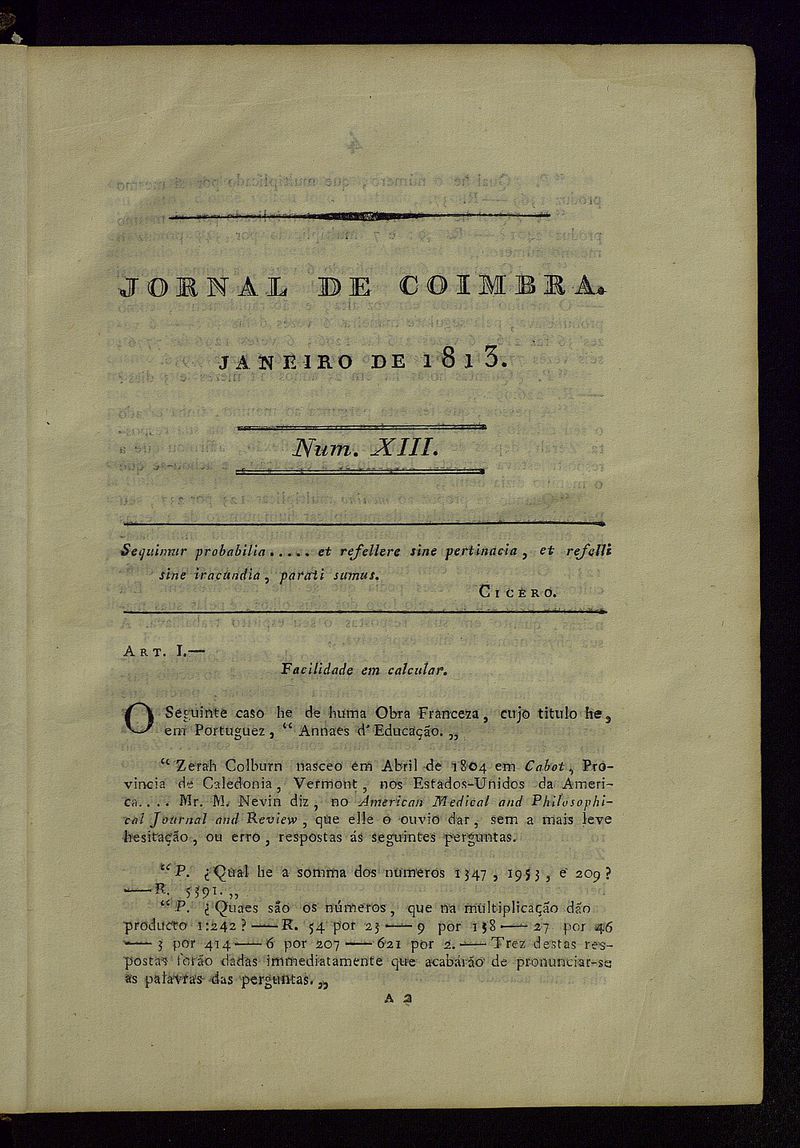 JORNAL DE COIMBRA.
JANEIRO DE 1813.
Num. XIII.
Sequimur probabilia ..... et refellere sine pertinacia, et refelli
sine iracundia, parati sumus.
CICERO.
ART. I.—
Facilidade em calcular.
O Seguinte caso he de huma Obra Franceza, cujo titulo he,
em Portuguez, “ Annaes d'Educação. „
“ Zerah Colburn nasceo em Abril de 1804 em Cabot, Pro-
vincia de Caledonia, Vermont, nos Estados-Unidos da Ameri-
ca.... Mr. M. Nevin diz, no American Medical and Philosophi-
cal Journal and Review, que elle o ouvio dar, sem a mais leve
hesitação, ou erro, respostas ás seguintes perguntas.
“ P. ¿Qual he a somma dos numeros 1347, 1953, e 209?
—R. 5391. „
“ P. ¿Quaes são os números, que na multiplicação dão
producto 1:242?—R. 54 por 23—9 por 138—27 por 46
—3 por 414—6 por 207—621 por 2.—Trez destas res-
postas forão dadas immediatamente que acabárão de pronunciar-se
as palavras das perguntas. „
A 2